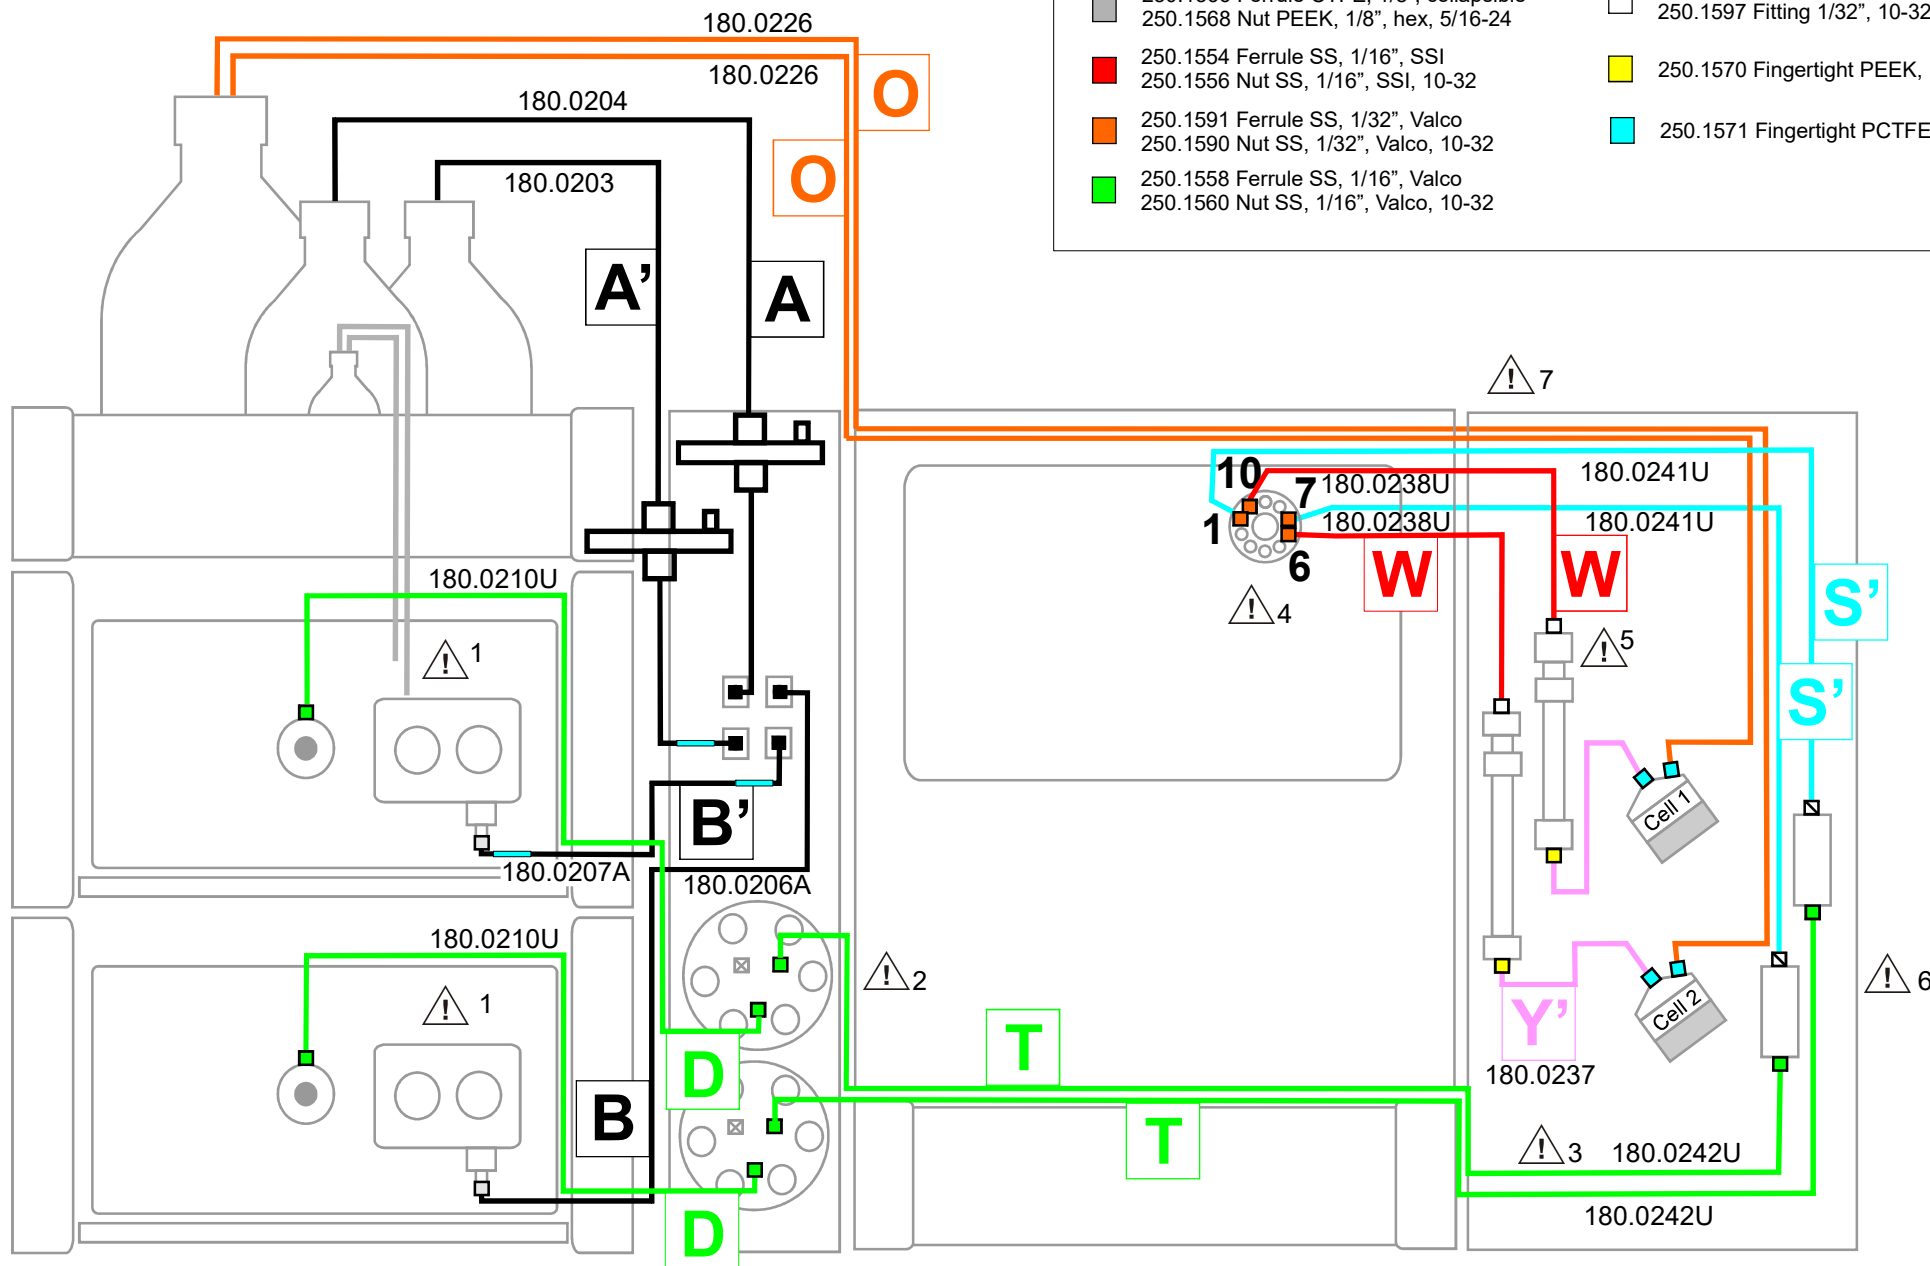 250.1568 Nut PEEK, 1/8”, hex, 5/16-24
250.1554 Ferrule SS, 1/16”, SSI
250.1556 Nut SS, 1/16”, SSI, 10-32
250.1591 Ferrule SS, 1/32”, Valco
250.1590 Nut SS, 1/32”, Valco, 10-32
250.1558 Ferrule SS, 1/16”, Valco
250.1560 Nut SS, 1/16”, Valco, 10-32
250.1597 Fitting 1/32”, 10-32
250.1570 Fingertight PEEK,
250.1571 Fingertight PCTFE
180.0226
180.0226
O
180.0204
O
180.0203
A’
A
7
10
7
180.0238U
180.0241U
1
180.0238U
180.0241U
6
W
W
S’
4
5
180.0210U
1
S’
B’
Cell 1
180.0207A
180.0206A
180.0210U
2
6
1
Cell 2
Y’
T
D
180.0237
B
T
3
180.0242U
D
180.0242U